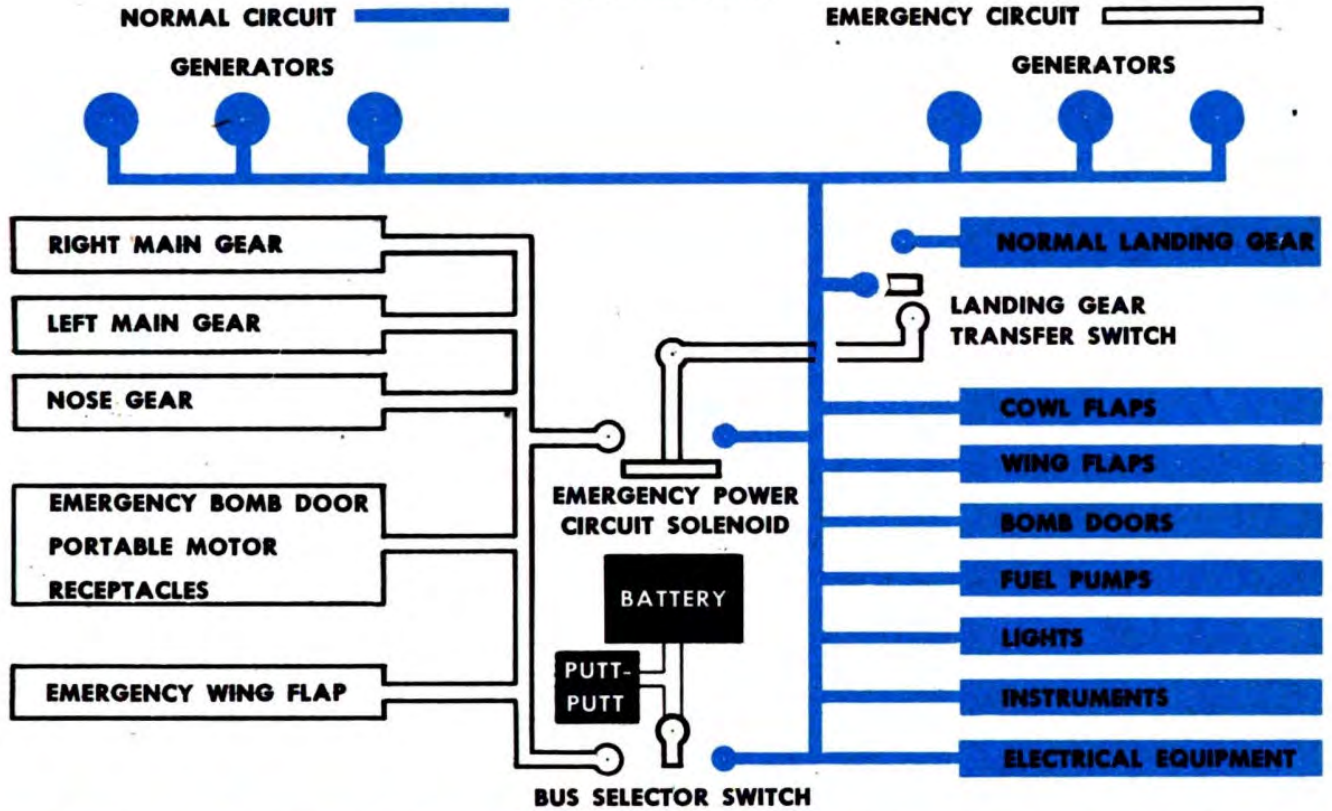 NORMAL CIRCUIT
EMERGENCY CIRCUIT
GENERATORS
GENERATORS
RIGHT MAIN GEAR
LEFT MAIN GEAR
NOSE GEAR
EMERGENCY BOMB DOOR
PORTABLE MOTOR
RECEPTACLES
EMERGENCY WING FLAP
EMERGENCY POWER
CIRCUIT SOLENOID
BATTERY
PUTT-
PUTT
BUS SELECTOR SWITCH
NORMAL LANDING GEAR
LANDING GEAR
TRANSFER SWITCH
COWL FLAPS
WING FLAPS
BOMB DOORS
FUEL PUMPS
LIGHTS
INSTRUMENTS
ELECTRICAL EQUIPMENT